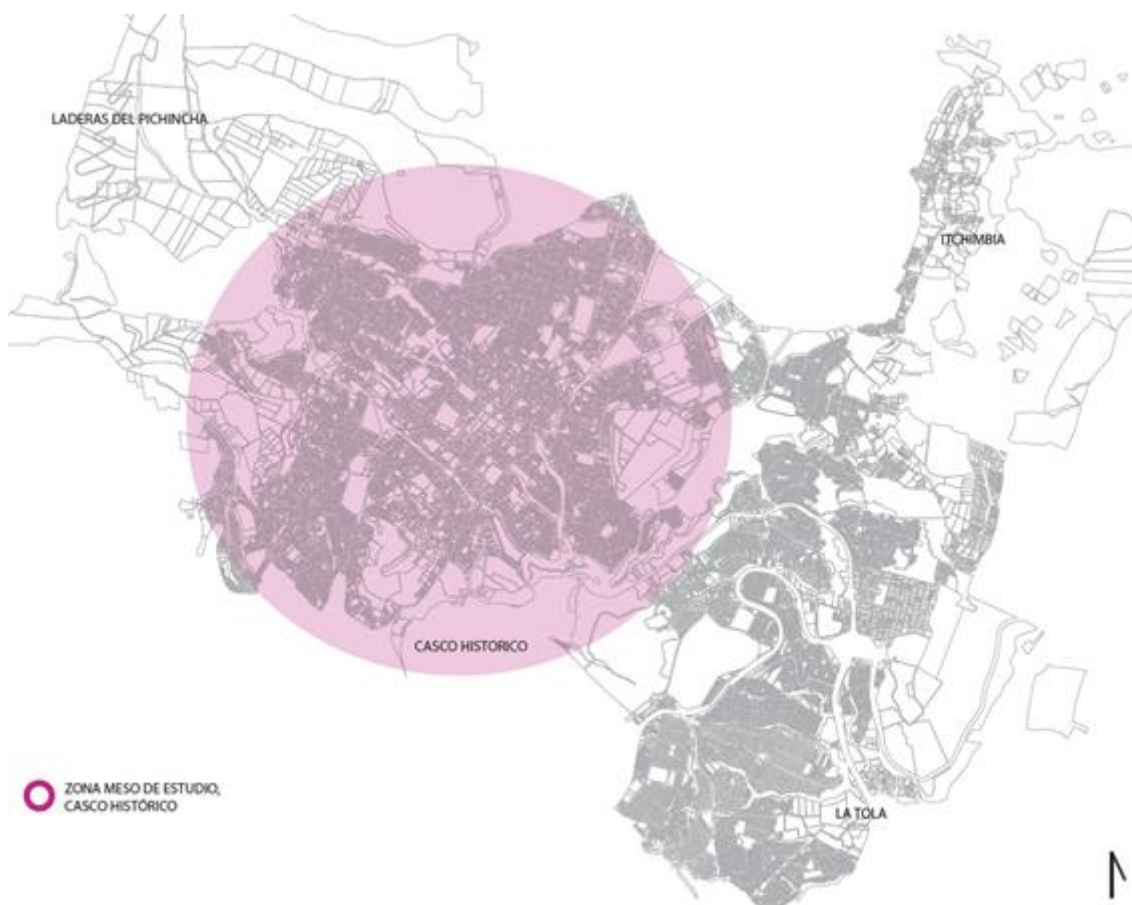 LADERAS DEL PICHINCHA
ITCHIMBIA
CASCO HISTORICO
ZONA MESO DE ESTUDIO,
CASCO HISTÓRICO
LA TOLA
N